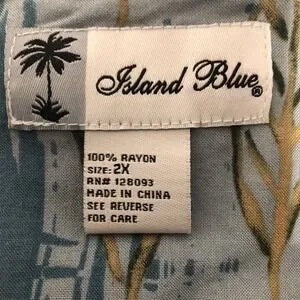 Island Blue®
100% RAYON
SIZE: 2X
RN# 128093
MADE IN CHINA
SEE REVERSE
FOR CARE